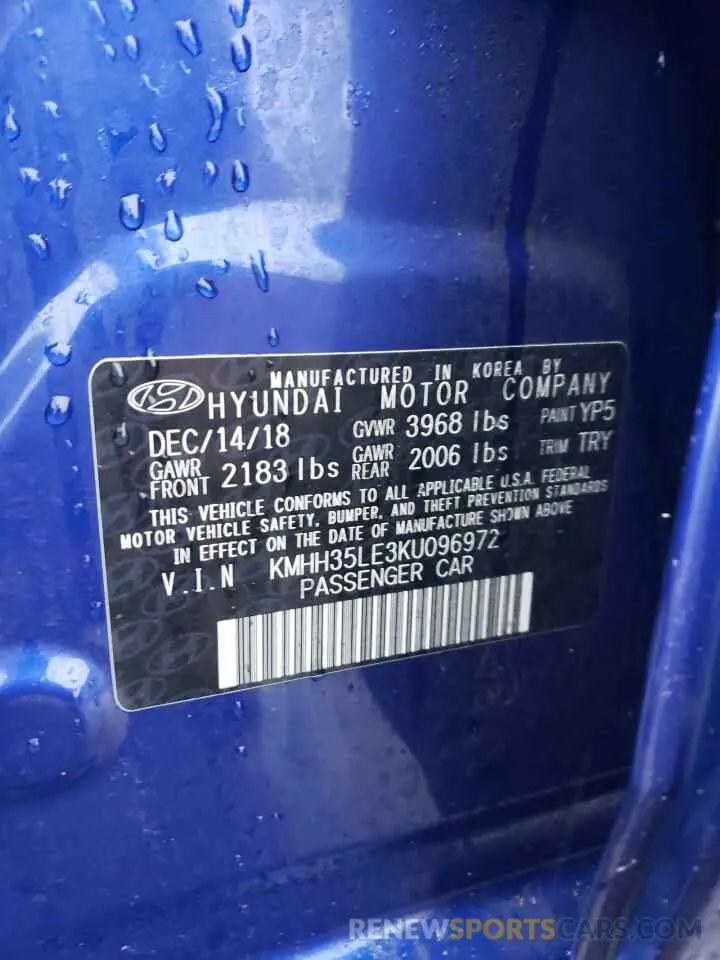 MANUFACTURED IN KOREA BY
HYUNDAI MOTOR COMPANY
DEC/14/18 GVWR 3968 lbs PAINT YP5
GAWR FRONT 2183 lbs GAWR REAR 2006 lbs TRIM TRY
THIS VEHICLE CONFORMS TO ALL APPLICABLE U.S.A. FEDERAL
MOTOR VEHICLE SAFETY, BUMPER, AND THEFT PREVENTION STANDARDS
IN EFFECT ON THE DATE OF MANUFACTURE SHOWN ABOVE
V.I.N KMHH35LE3KU096972
PASSENGER CAR
RENEWSPORTSCARS.COM